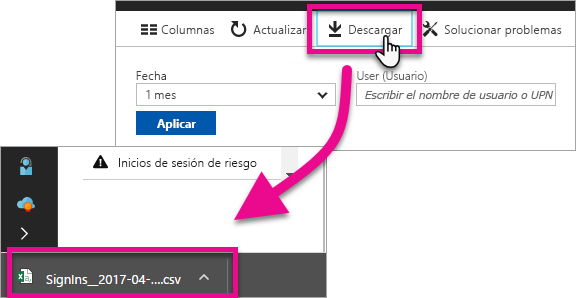 Columnas Actualizar Descargar Solucionar problemas
Fecha User (Usuario)
1 mes Escribir el nombre de usuario o UPN
Aplicar
Inicios de sesión de riesgo
SignIns__2017-04-....csv